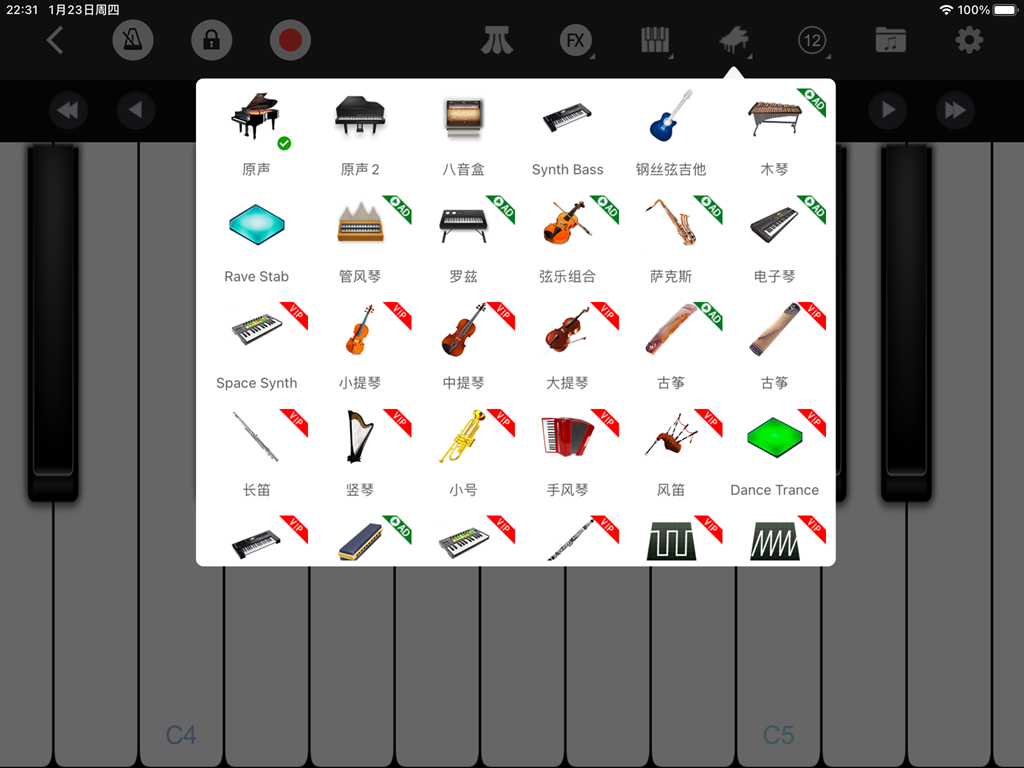 22:31 1月23日周四
100%
FX
12
AD
原声 原声 2 八音盒 Synth Bass 钢丝弦吉他 木琴
AD AD AD AD AD
Rave Stab 管风琴 罗兹 弦乐组合 萨克斯 电子琴
VIP VIP VIP VIP AD VIP
Space Synth 小提琴 中提琴 大提琴 古筝 古筝
VIP VIP VIP VIP VIP VIP
长笛 竖琴 小号 手风琴 风笛 Dance Trance
VIP AD VIP VIP VIP VIP
C4 C5